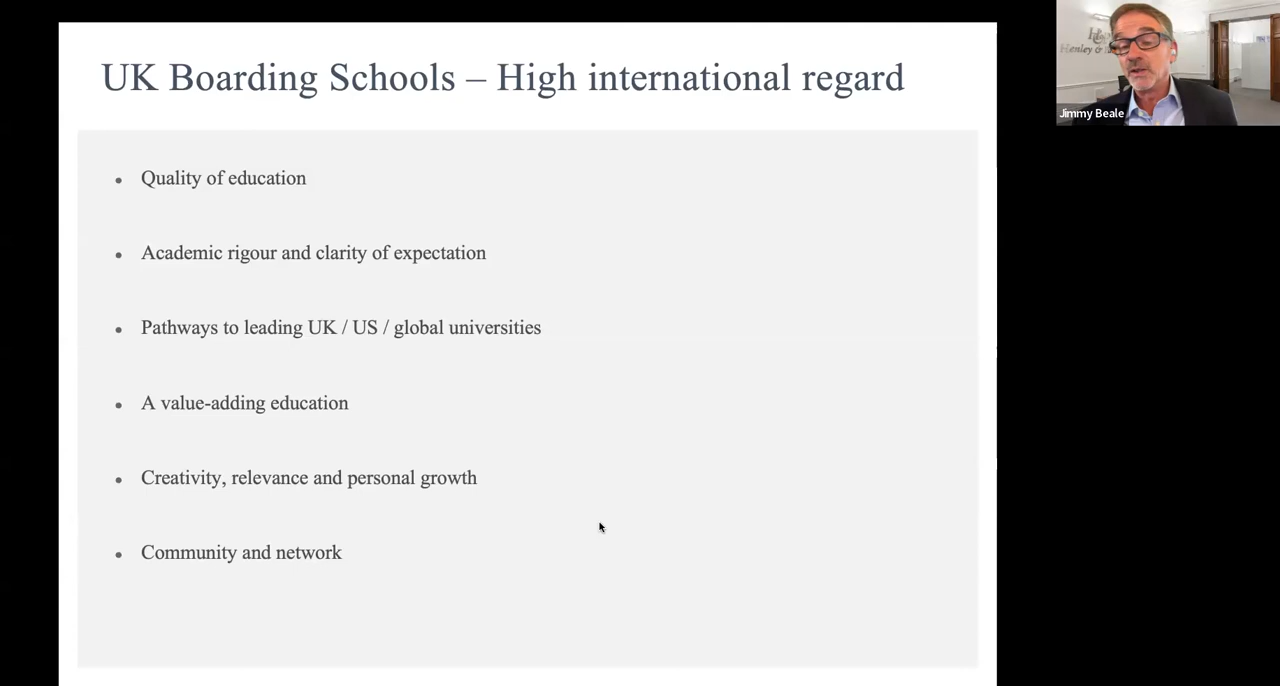 UK Boarding Schools – High international regard
Jimmy Beale
Henley &
• Quality of education
• Academic rigour and clarity of expectation
• Pathways to leading UK / US / global universities
• A value-adding education
• Creativity, relevance and personal growth
• Community and network